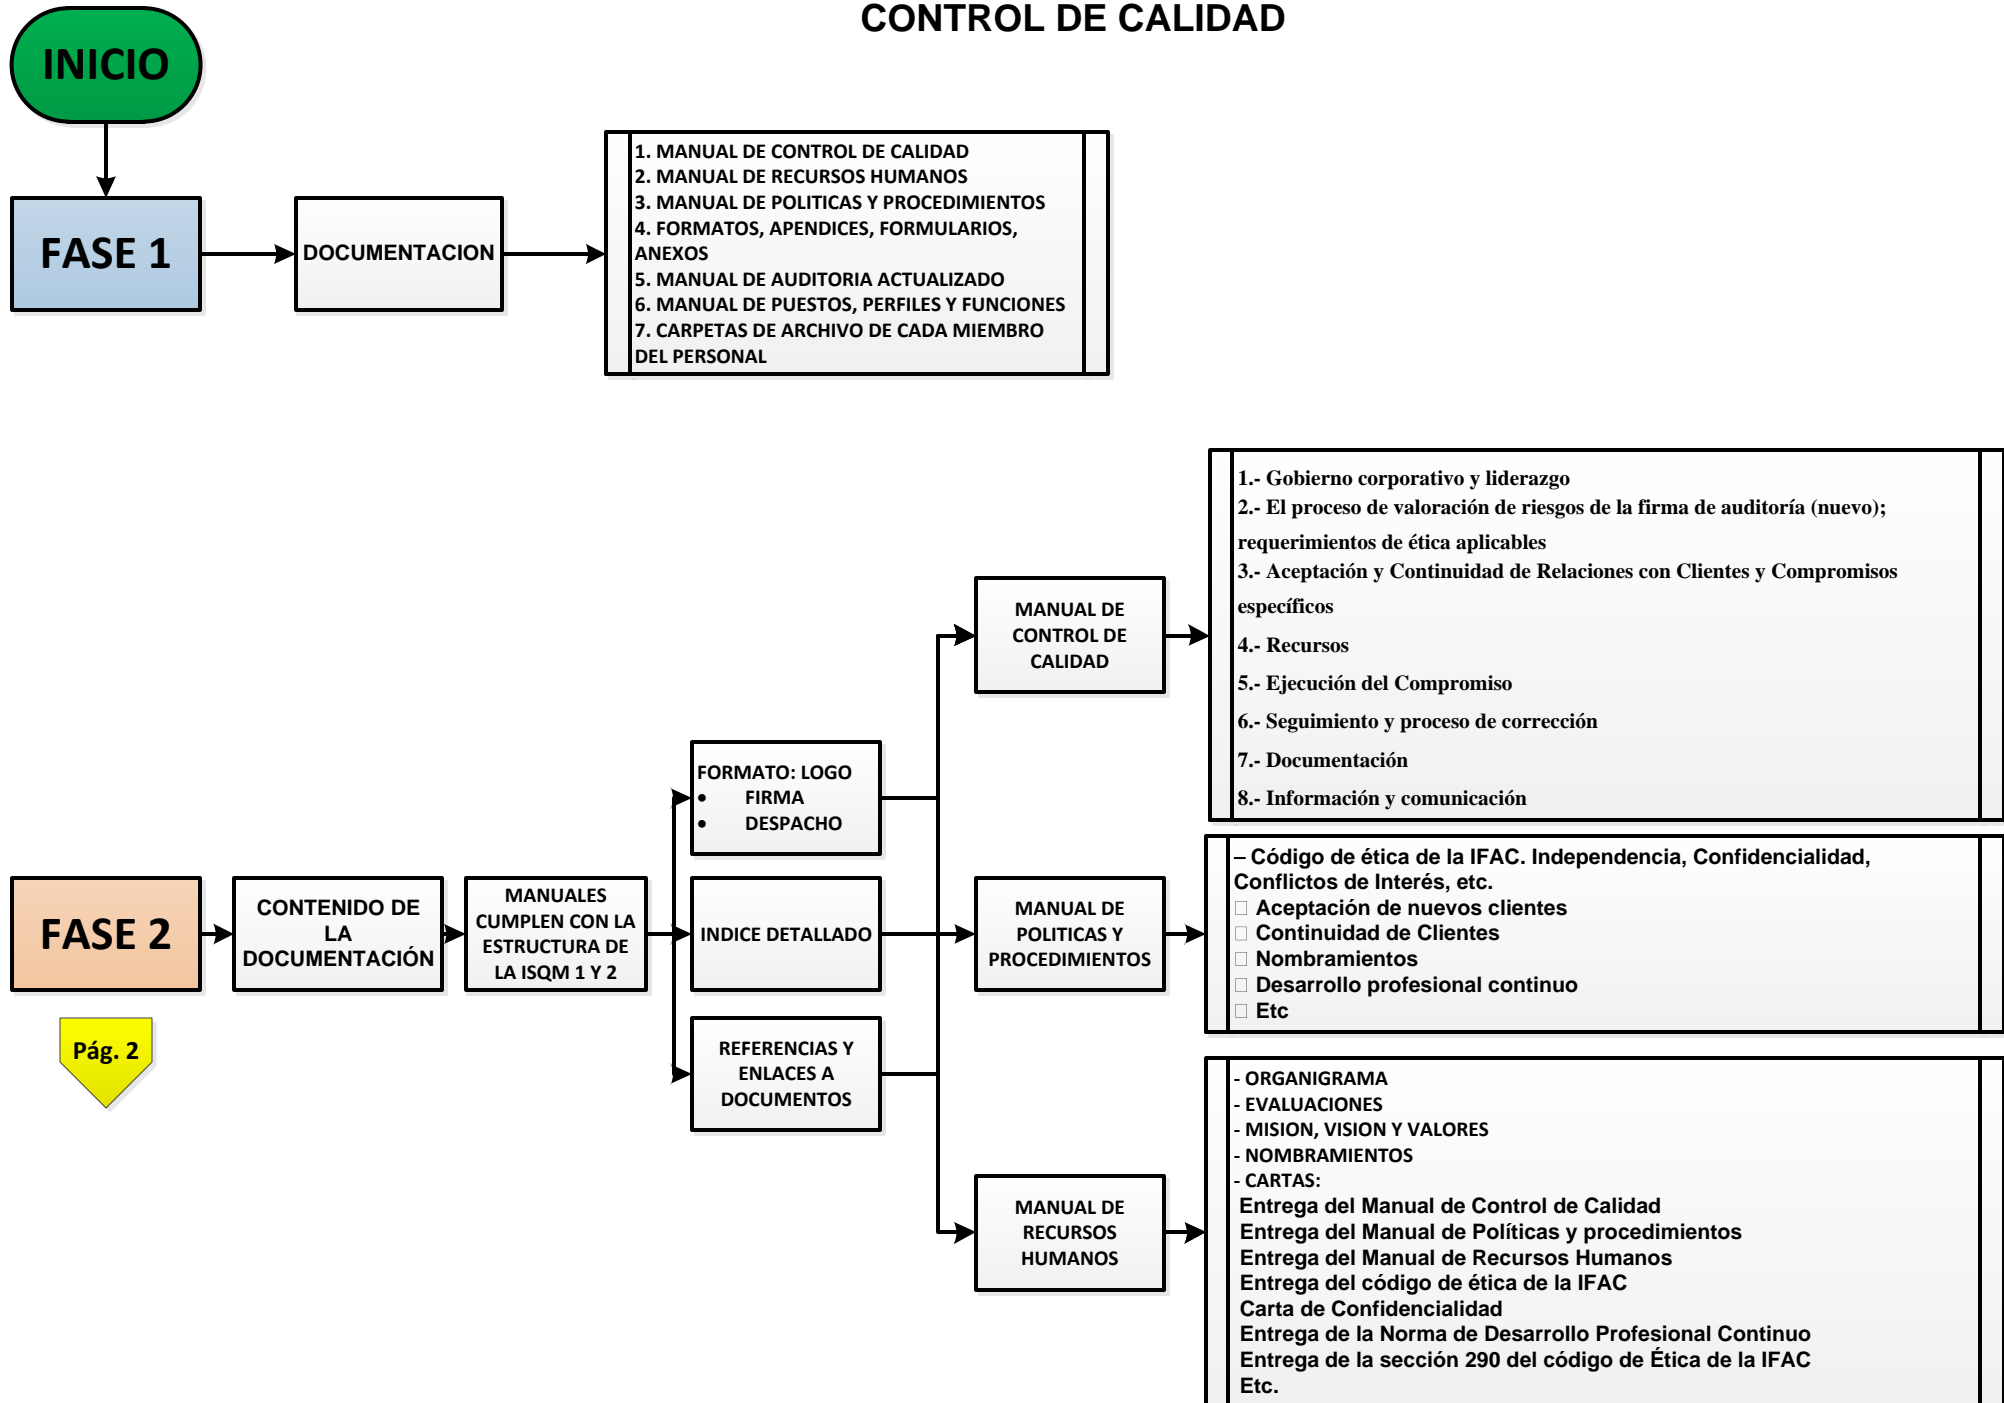 CONTROL DE CALIDAD
INICIO
FASE 1
DOCUMENTACION
1. MANUAL DE CONTROL DE CALIDAD
2. MANUAL DE RECURSOS HUMANOS
3. MANUAL DE POLITICAS Y PROCEDIMIENTOS
4. FORMATOS, APENDICES, FORMULARIOS,
ANEXOS
5. MANUAL DE AUDITORIA ACTUALIZADO
6. MANUAL DE PUESTOS, PERFILES Y FUNCIONES
7. CARPETAS DE ARCHIVO DE CADA MIEMBRO
DEL PERSONAL
FASE 2
Pág. 2
CONTENIDO DE
LA
DOCUMENTACIÓN
MANUALES
CUMPLEN CON LA
ESTRUCTURA DE
LA ISQM 1 Y 2
FORMATO: LOGO
• FIRMA
• DESPACHO
INDICE DETALLADO
REFERENCIAS Y
ENLACES A
DOCUMENTOS
MANUAL DE
CONTROL DE
CALIDAD
1.- Gobierno corporativo y liderazgo
2.- El proceso de valoración de riesgos de la firma de auditoría (nuevo);
requerimientos de ética aplicables
3.- Aceptación y Continuidad de Relaciones con Clientes y Compromisos
específicos
4.- Recursos
5.- Ejecución del Compromiso
6.- Seguimiento y proceso de corrección
7.- Documentación
8.- Información y comunicación
MANUAL DE
POLITICAS Y
PROCEDIMIENTOS
– Código de ética de la IFAC. Independencia, Confidencialidad,
Conflictos de Interés, etc.
□ Aceptación de nuevos clientes
□ Continuidad de Clientes
□ Nombramientos
□ Desarrollo profesional continuo
□ Etc
MANUAL DE
RECURSOS
HUMANOS
- ORGANIGRAMA
- EVALUACIONES
- MISION, VISION Y VALORES
- NOMBRAMIENTOS
- CARTAS:
Entrega del Manual de Control de Calidad
Entrega del Manual de Políticas y procedimientos
Entrega del Manual de Recursos Humanos
Entrega del código de ética de la IFAC
Carta de Confidencialidad
Entrega de la Norma de Desarrollo Profesional Continuo
Entrega de la sección 290 del código de Ética de la IFAC
Etc.